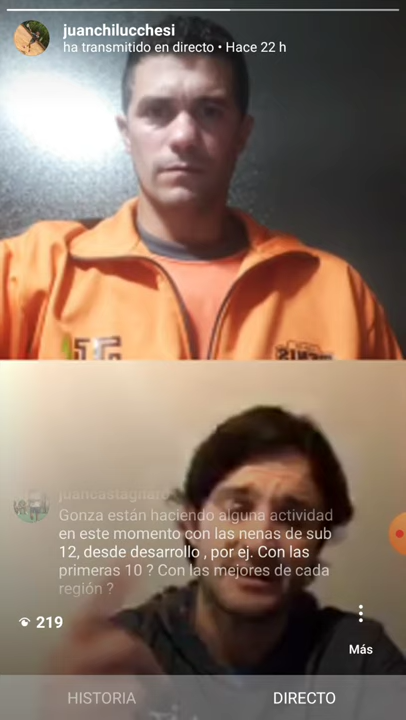 juanchilucchesi
ha transmitido en directo • Hace 22 h
juancastagnaro
Gonza están haciendo alguna actividad
en este momento con las nenas de sub
12, desde desarrollo , por ej. Con las
primeras 10 ? Con las mejores de cada
región ?
219
Más
HISTORIA
DIRECTO